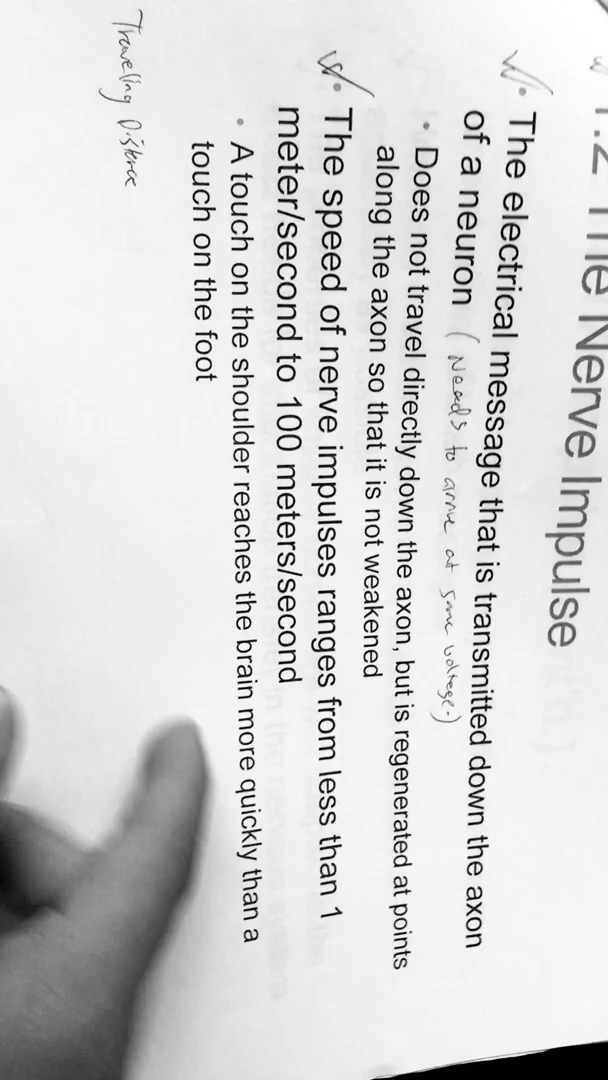 1.2 The Nerve Impulse
• The electrical message that is transmitted down the axon
of a neuron (Needs to arrive at same voltage.)
• Does not travel directly down the axon, but is regenerated at points
along the axon so that it is not weakened
• The speed of nerve impulses ranges from less than 1
meter/second to 100 meters/second
• A touch on the shoulder reaches the brain more quickly than a
touch on the foot
Traveling Distance